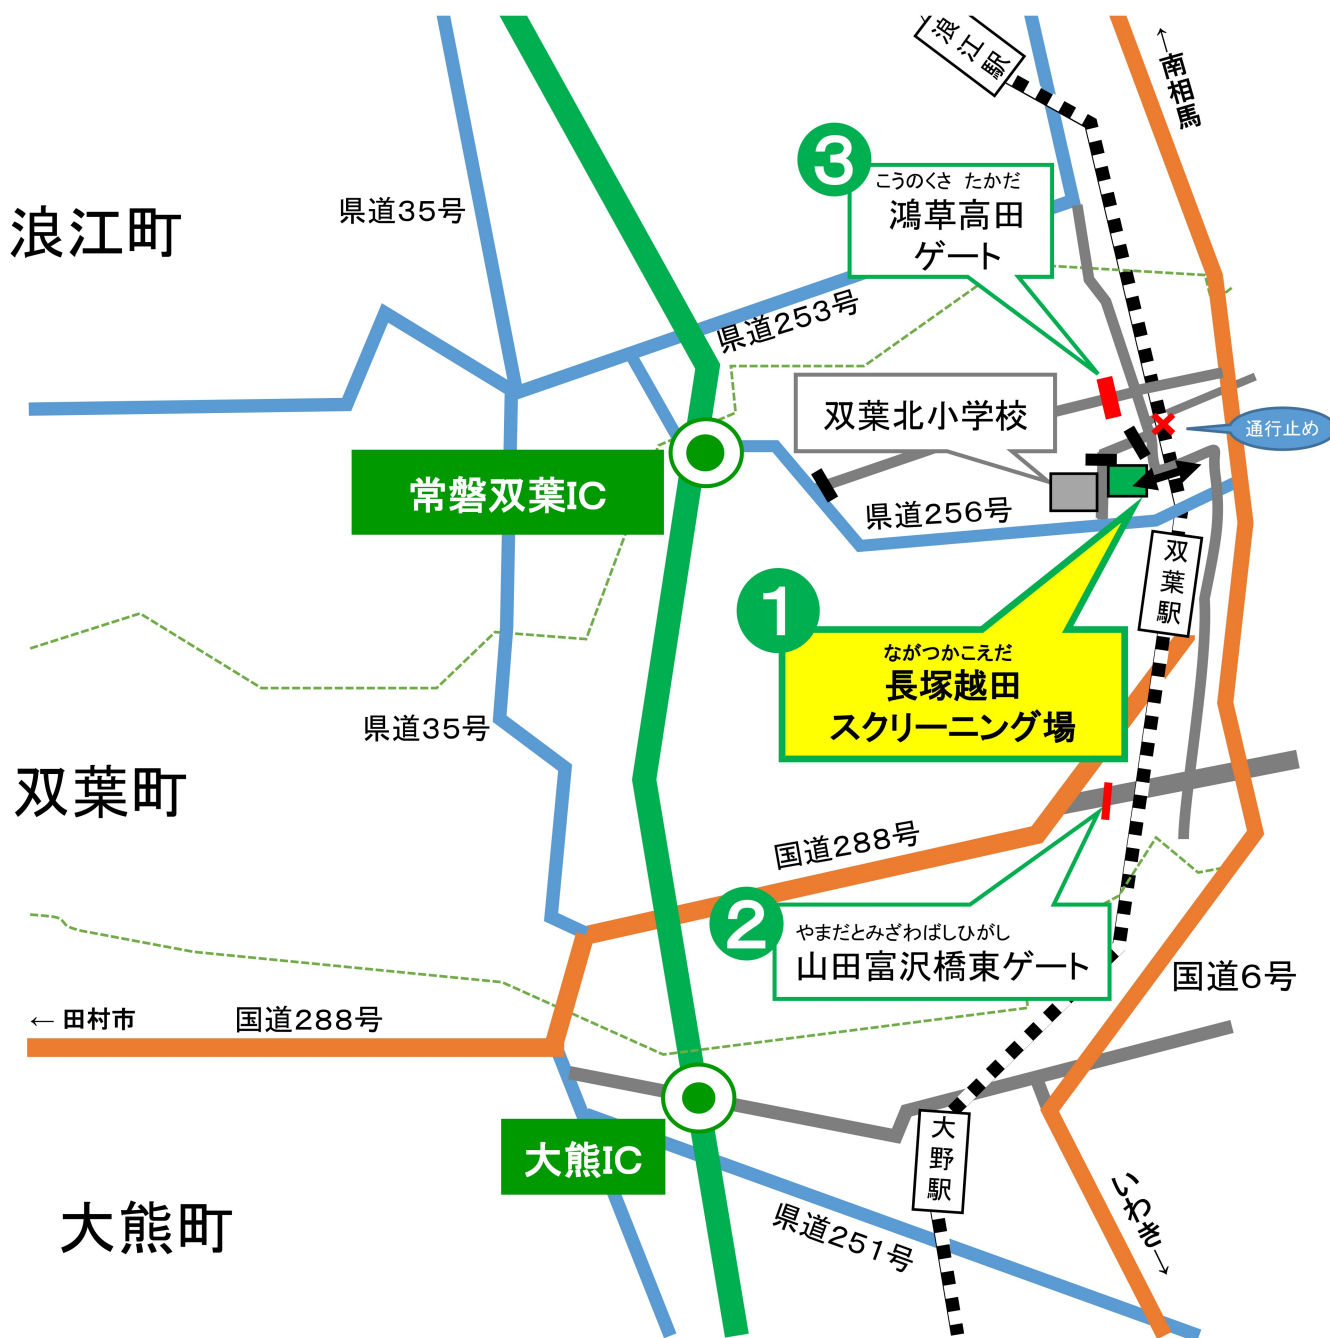 浪江駅
↑南相馬
3
こうのくさ たかだ
鴻草高田
ゲート
県道35号
浪江町
県道253号
双葉北小学校
通行止め
常磐双葉IC
県道256号
双葉駅
1
ながつかこえだ
長塚越田
スクリーニング場
県道35号
双葉町
国道288号
2
やまだとみざわばしひがし
山田富沢橋東ゲート
国道6号
← 田村市
国道288号
大熊IC
大野駅
いわき→
大熊町
県道251号